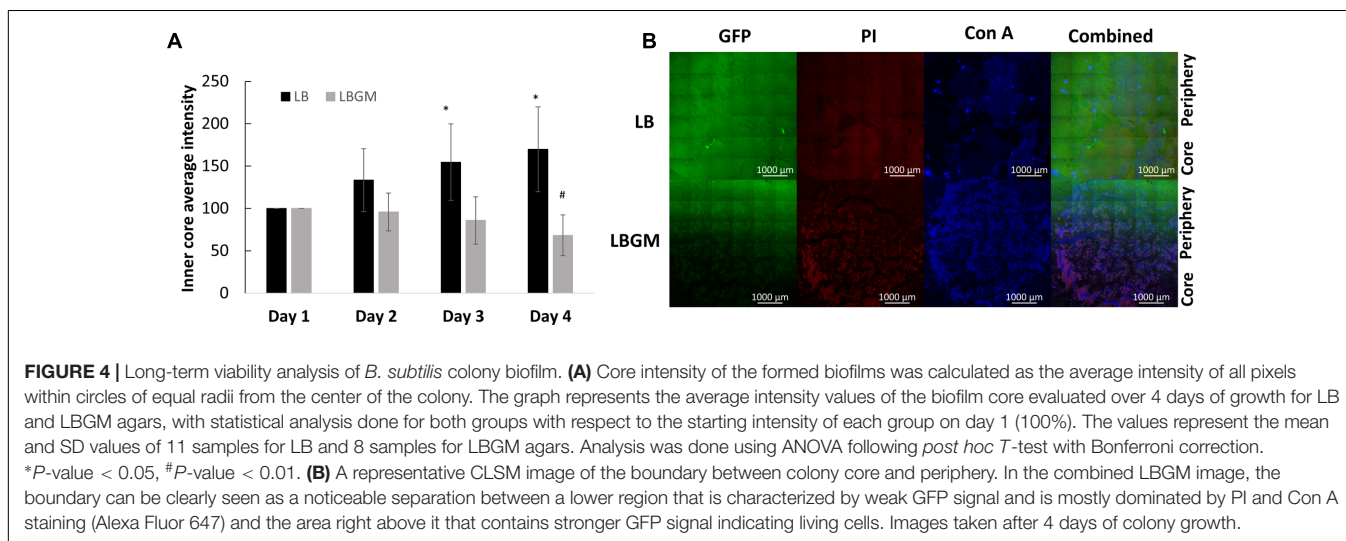 A
Inner core average intensity
250
200
150
100
50
0
LB LBGM
* *
#
Day 1 Day 2 Day 3 Day 4
B
GFP PI Con A Combined
LB
Periphery
Core
1000 µm 1000 µm 1000 µm 1000 µm
LBGM
Periphery
Core
1000 µm 1000 µm 1000 µm 1000 µm
FIGURE 4 | Long-term viability analysis of B. subtilis colony biofilm. (A) Core intensity of the formed biofilms was calculated as the average intensity of all pixels
within circles of equal radii from the center of the colony. The graph represents the average intensity values of the biofilm core evaluated over 4 days of growth for LB
and LBGM agars, with statistical analysis done for both groups with respect to the starting intensity of each group on day 1 (100%). The values represent the mean
and SD values of 11 samples for LB and 8 samples for LBGM agars. Analysis was done using ANOVA following post hoc T-test with Bonferroni correction.
*P-value < 0.05, #P-value < 0.01. (B) A representative CLSM image of the boundary between colony core and periphery. In the combined LBGM image, the
boundary can be clearly seen as a noticeable separation between a lower region that is characterized by weak GFP signal and is mostly dominated by PI and Con A
staining (Alexa Fluor 647) and the area right above it that contains stronger GFP signal indicating living cells. Images taken after 4 days of colony growth.